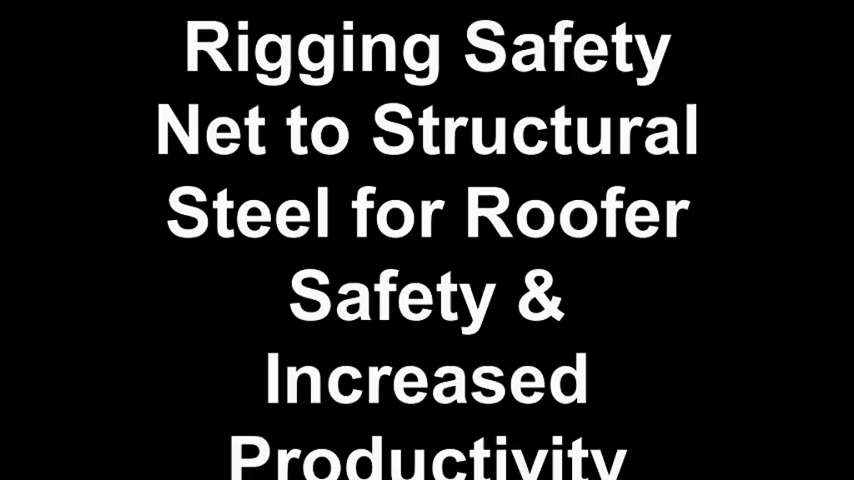 Rigging Safety
Net to Structural
Steel for Roofer
Safety &
Increased
Productivity